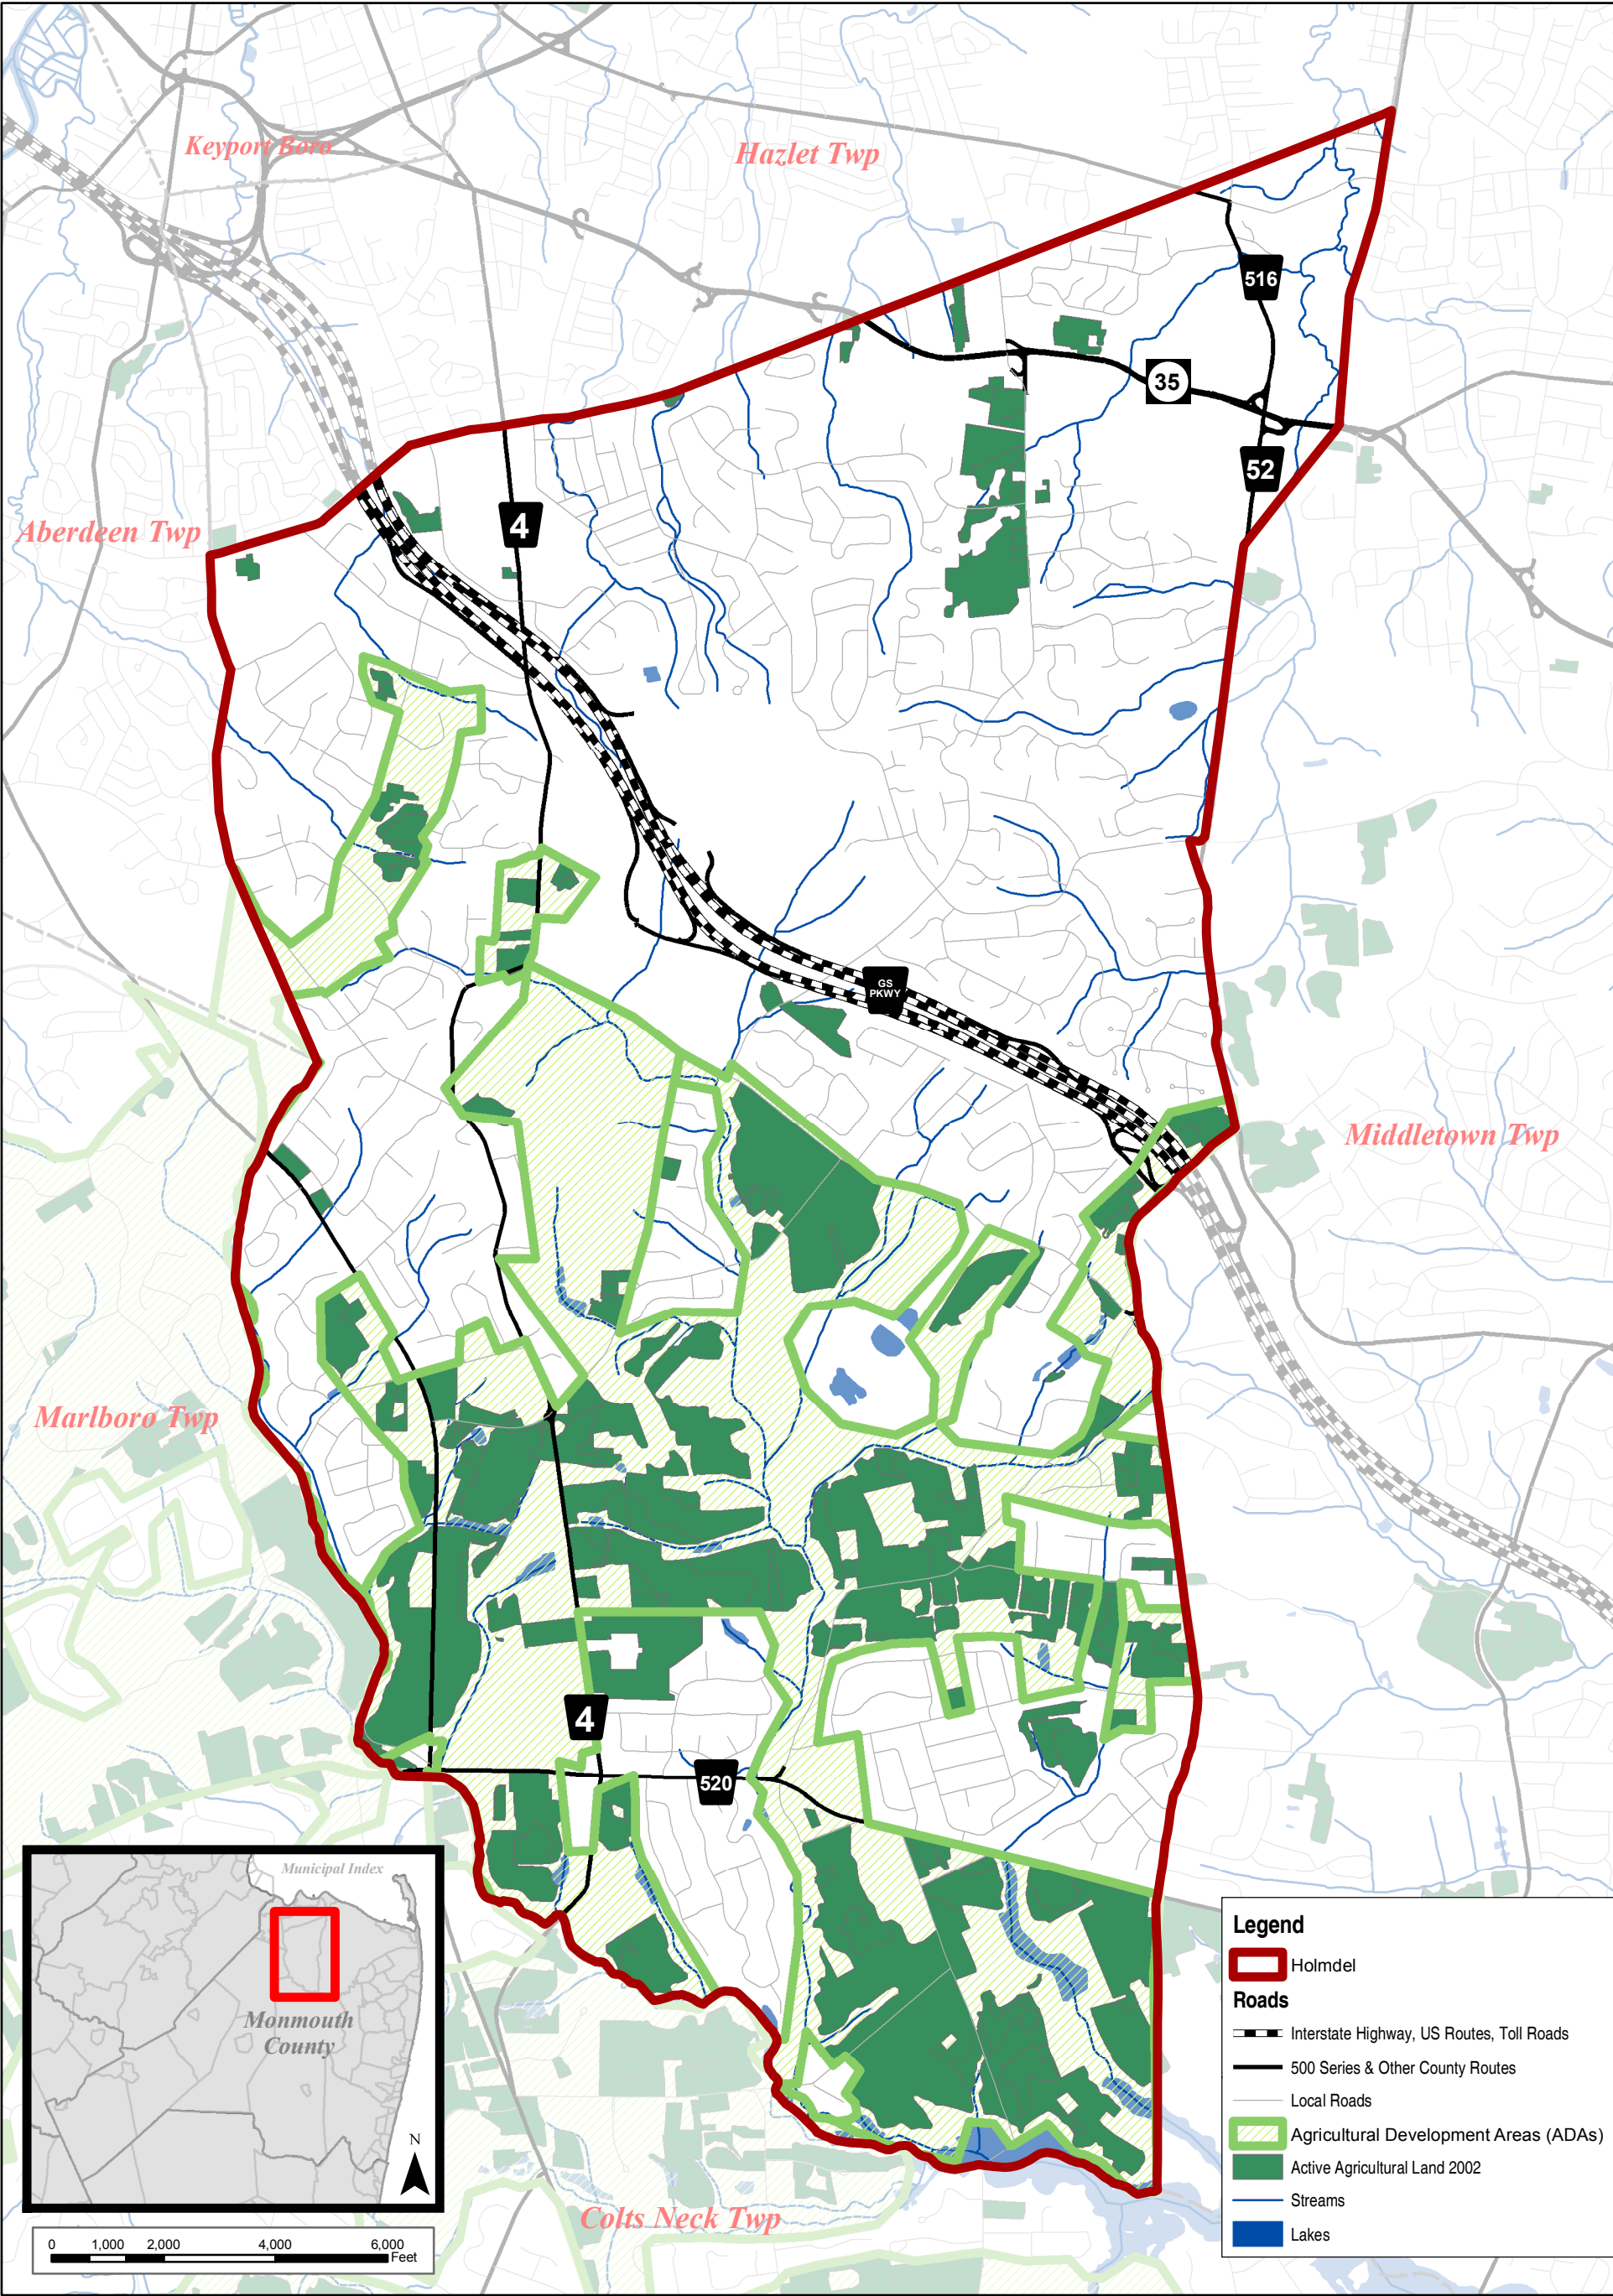 Keyport Boro
Hazlet Twp
516
35
52
Aberdeen Twp
4
GS
PKWY
Middletown Twp
Marlboro Twp
4
520
Municipal Index
Monmouth
County
N
0 1,000 2,000 4,000 6,000
Feet
Colts Neck Twp
Legend
Holmdel
Roads
Interstate Highway, US Routes, Toll Roads
500 Series & Other County Routes
Local Roads
Agricultural Development Areas (ADAs)
Active Agricultural Land 2002
Streams
Lakes